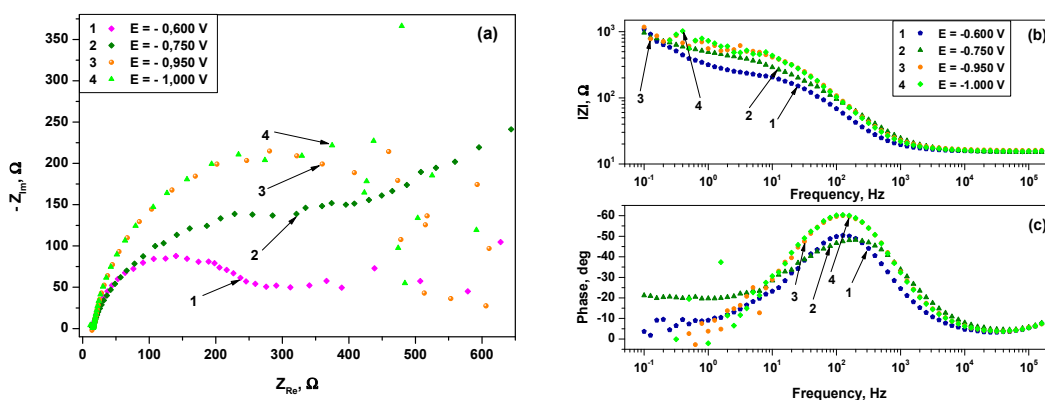 (a)
1 E = - 0,600 V
2 E = - 0,750 V
3 E = - 0,950 V
4 E = - 1,000 V
350
300
250
200
150
100
50
0
- Z_Im, Ω
4
3
2
1
0 100 200 300 400 500 600
Z_Re, Ω
(b)
1 E = -0.600 V
2 E = -0.750 V
3 E = -0.950 V
4 E = -1.000 V
10³
10²
10¹
IZI, Ω
3 4 2 1
10⁻¹ 10⁰ 10¹ 10² 10³ 10⁴ 10⁵
Frequency, Hz
(c)
-60
-50
-40
-30
-20
-10
0
Phase, deg
3 2 4 1
10⁻¹ 10⁰ 10¹ 10² 10³ 10⁴ 10⁵
Frequency, Hz